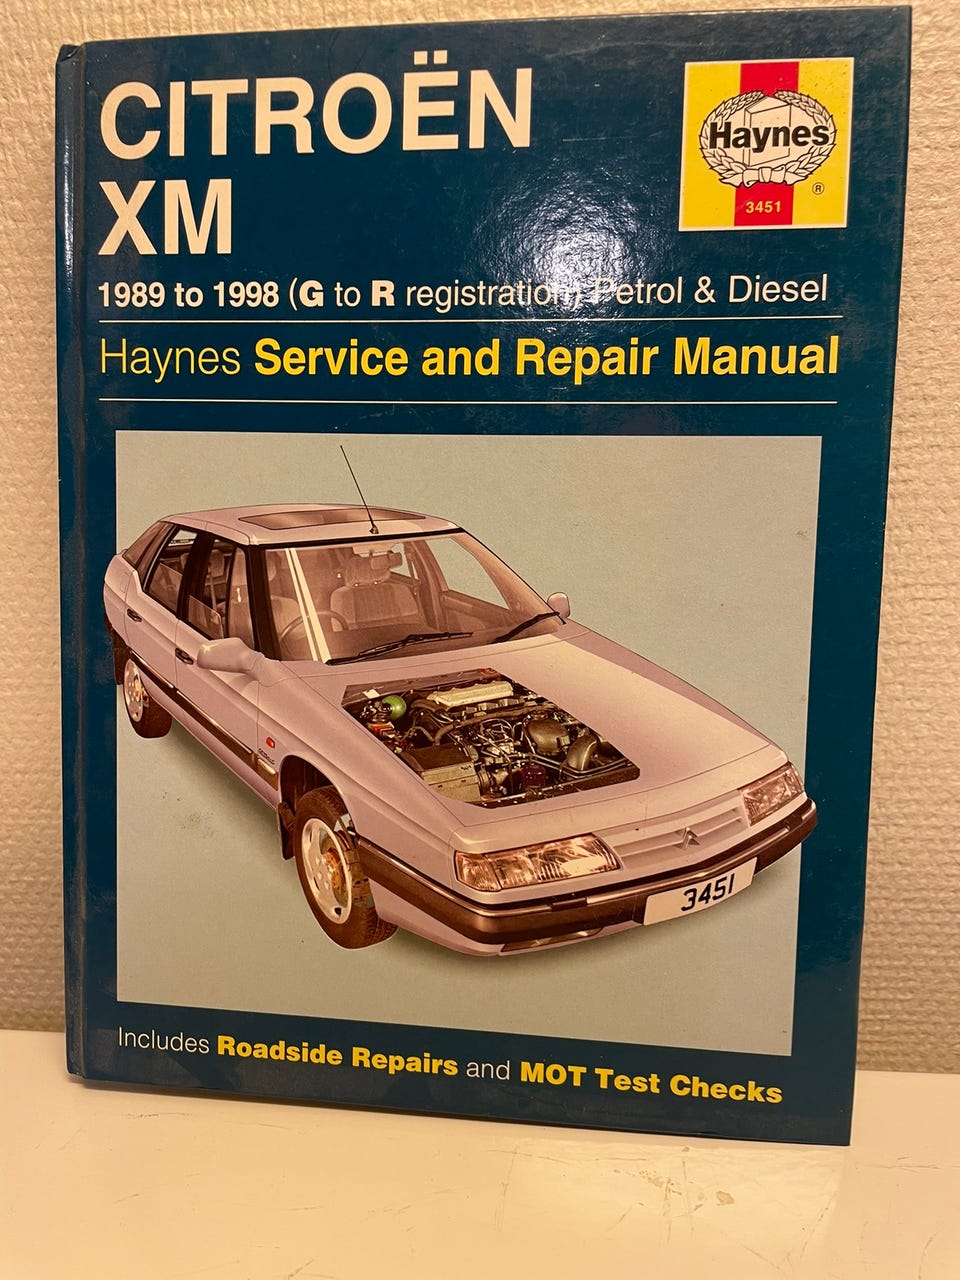 CITROËN
XM
Haynes
®
3451
1989 to 1998 (G to R registration) Petrol & Diesel
Haynes Service and Repair Manual
3451
Includes Roadside Repairs and MOT Test Checks